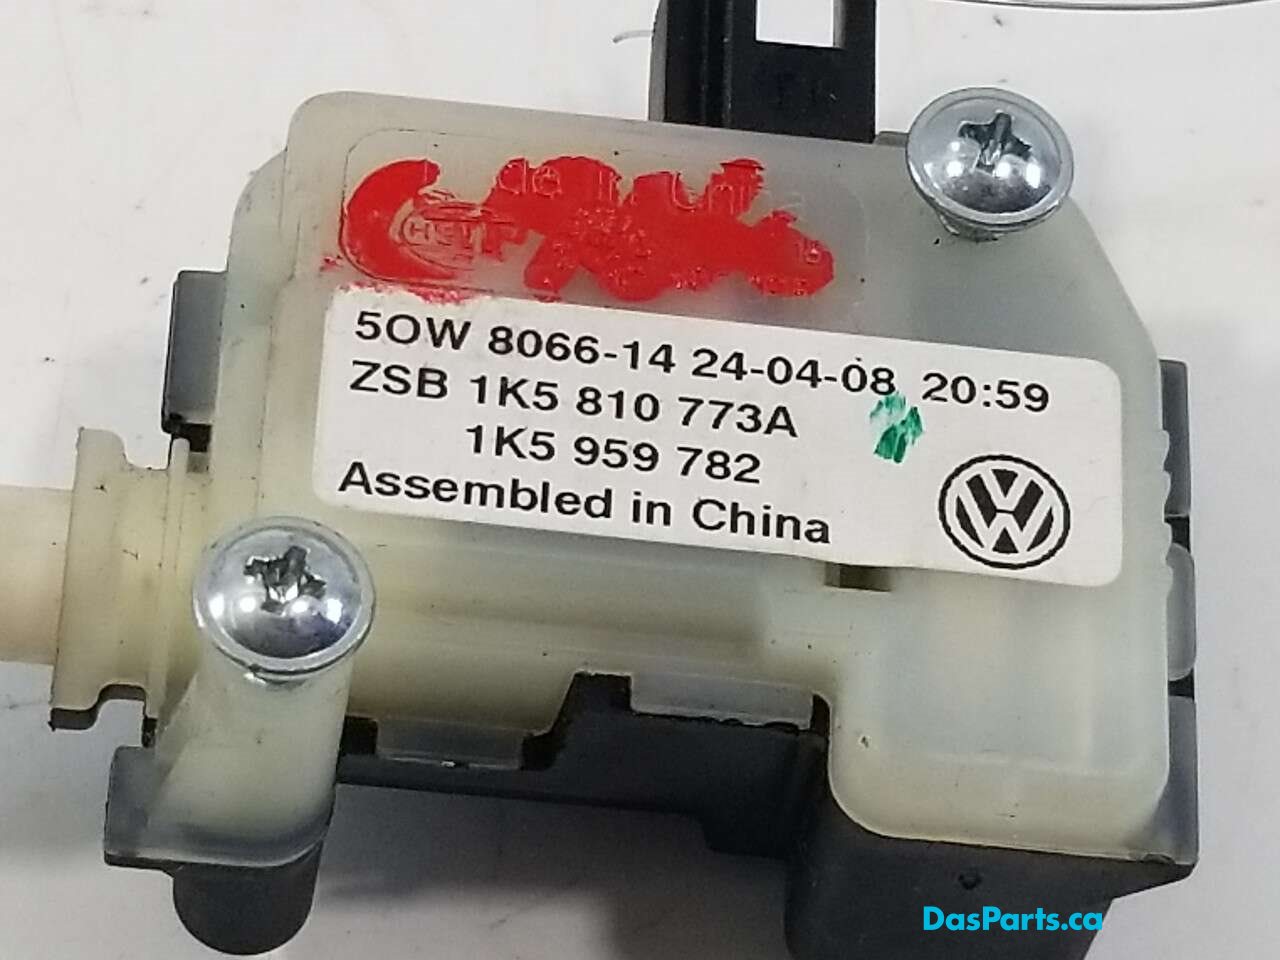 5OW 8066-14 24-04-08 20:59
ZSB 1K5 810 773A
1K5 959 782
Assembled in China
DasParts.ca